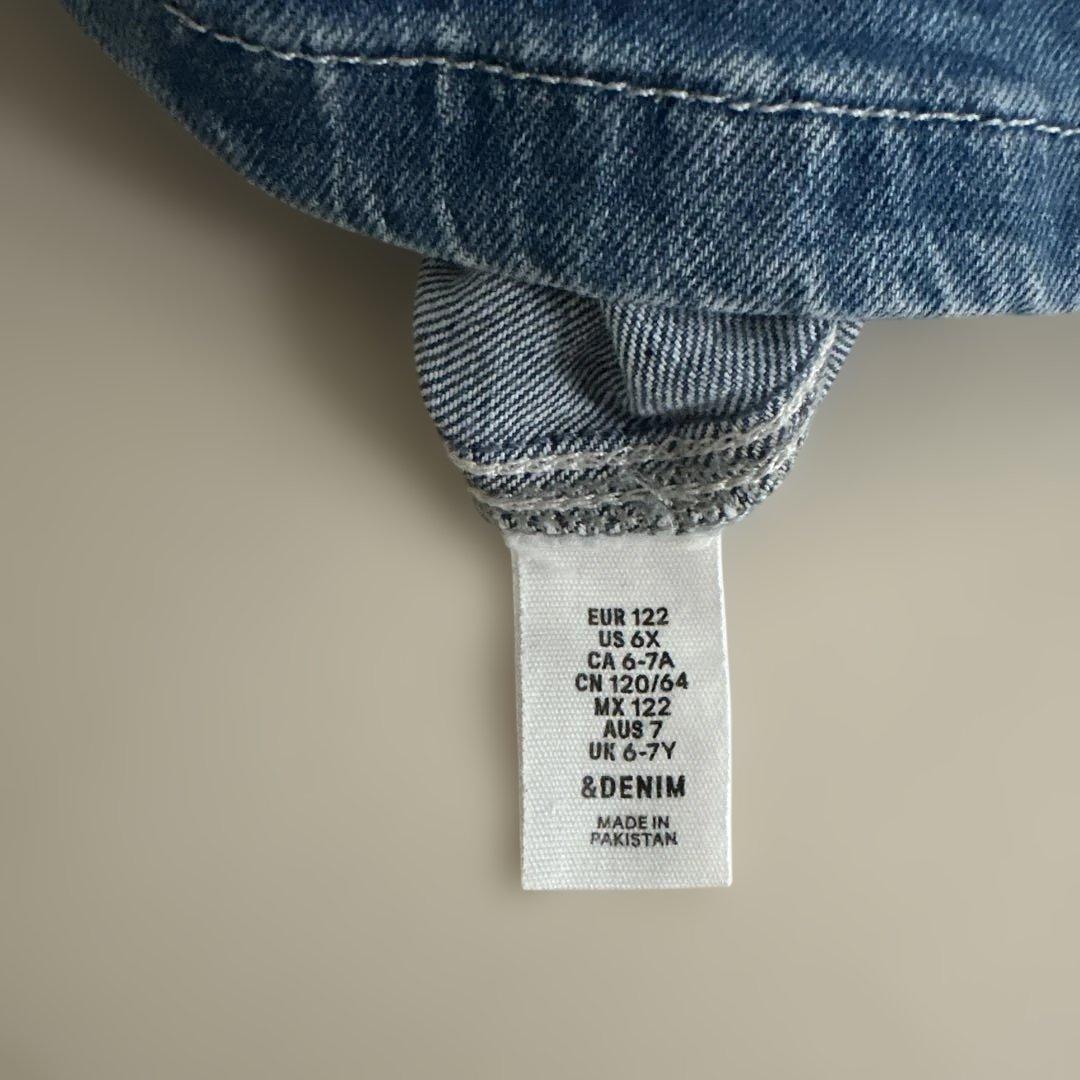 EUR 122
US 6X
CA 6-7A
CN 120/64
MX 122
AUS 7
UK 6-7Y
&DENIM
MADE IN
PAKISTAN